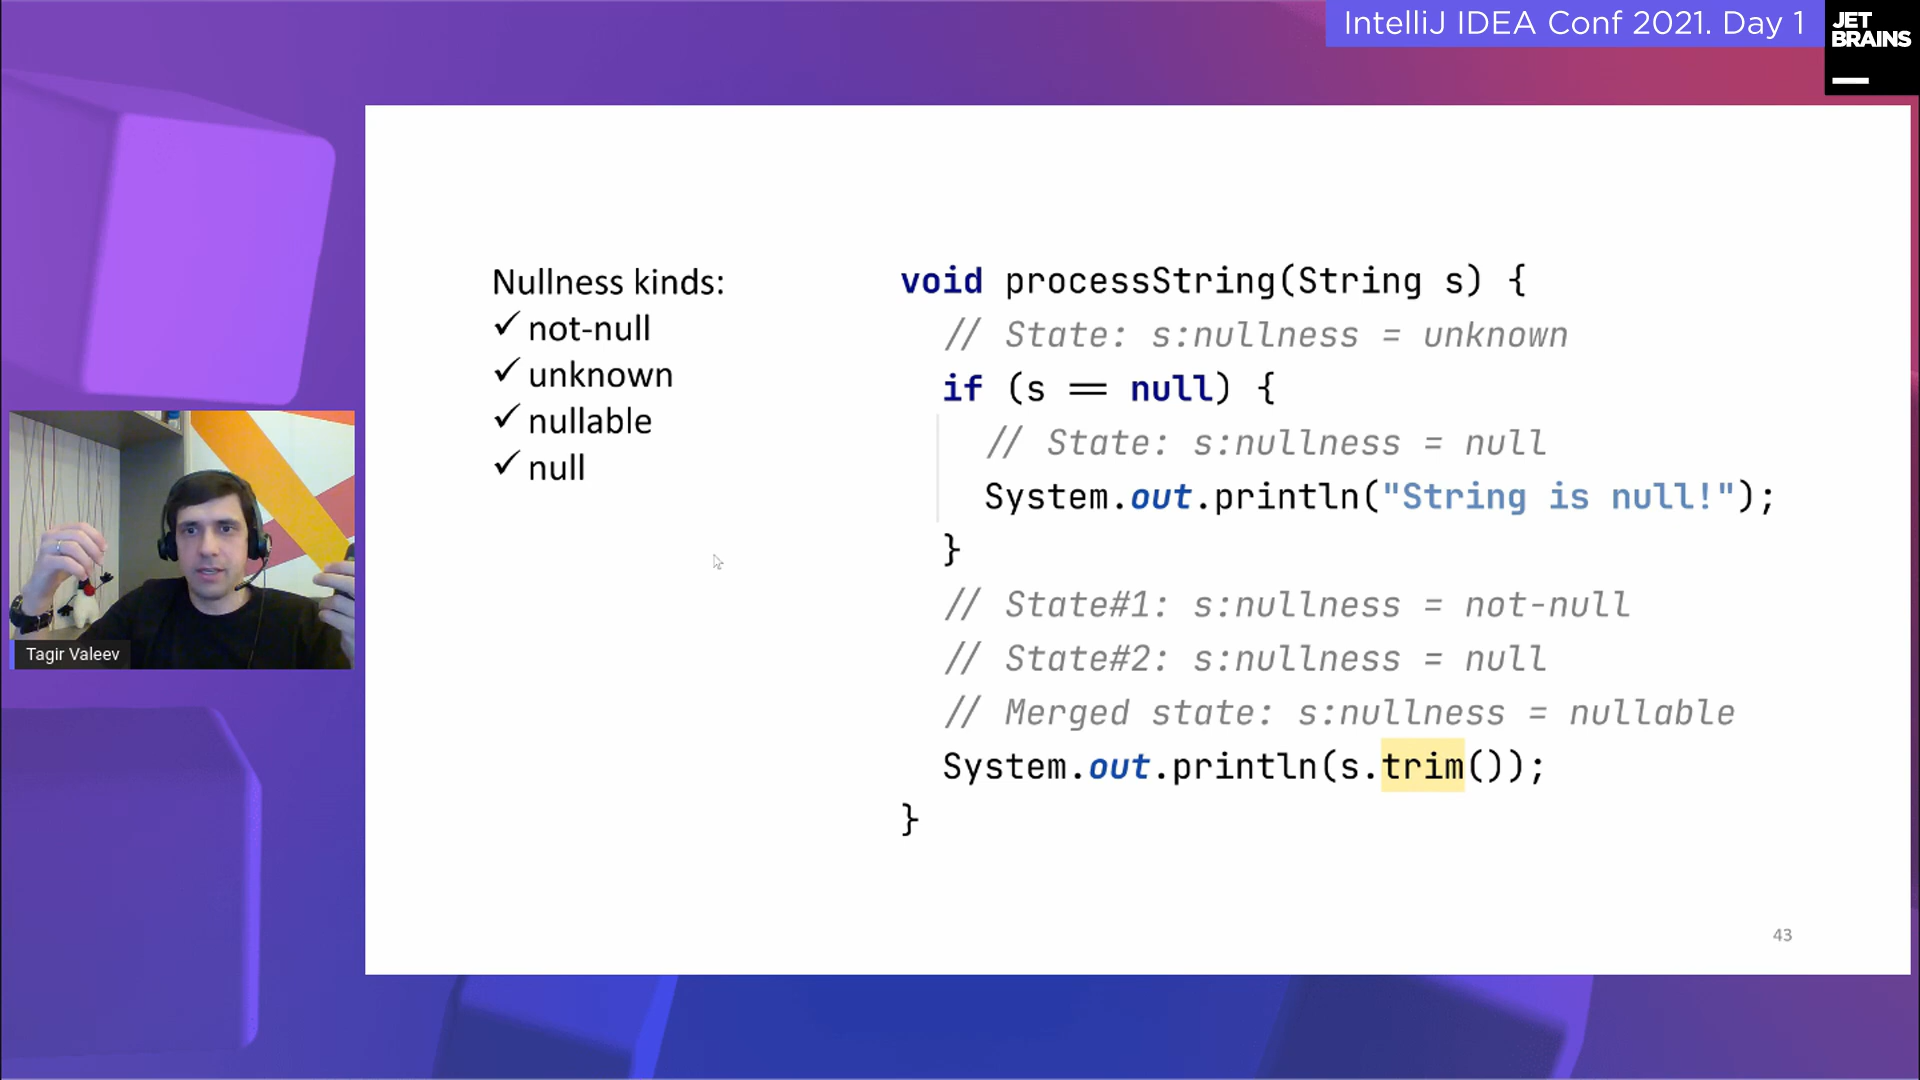 IntelliJ IDEA Conf 2021. Day 1
JET
BRAINS
Nullness kinds:
✓ not-null
✓ unknown
✓ nullable
✓ null
void processString(String s) {
// State: s:nullness = unknown
if (s == null) {
// State: s:nullness = null
System.out.println("String is null!");
}
// State#1: s:nullness = not-null
// State#2: s:nullness = null
// Merged state: s:nullness = nullable
System.out.println(s.trim());
}
Tagir Valeev
43